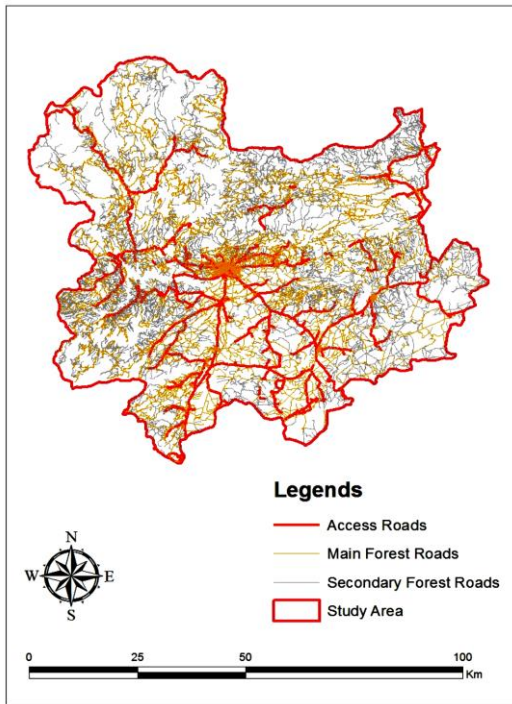 Legends
Access Roads
Main Forest Roads
Secondary Forest Roads
Study Area
N
W E
S
0 25 50 100
Km